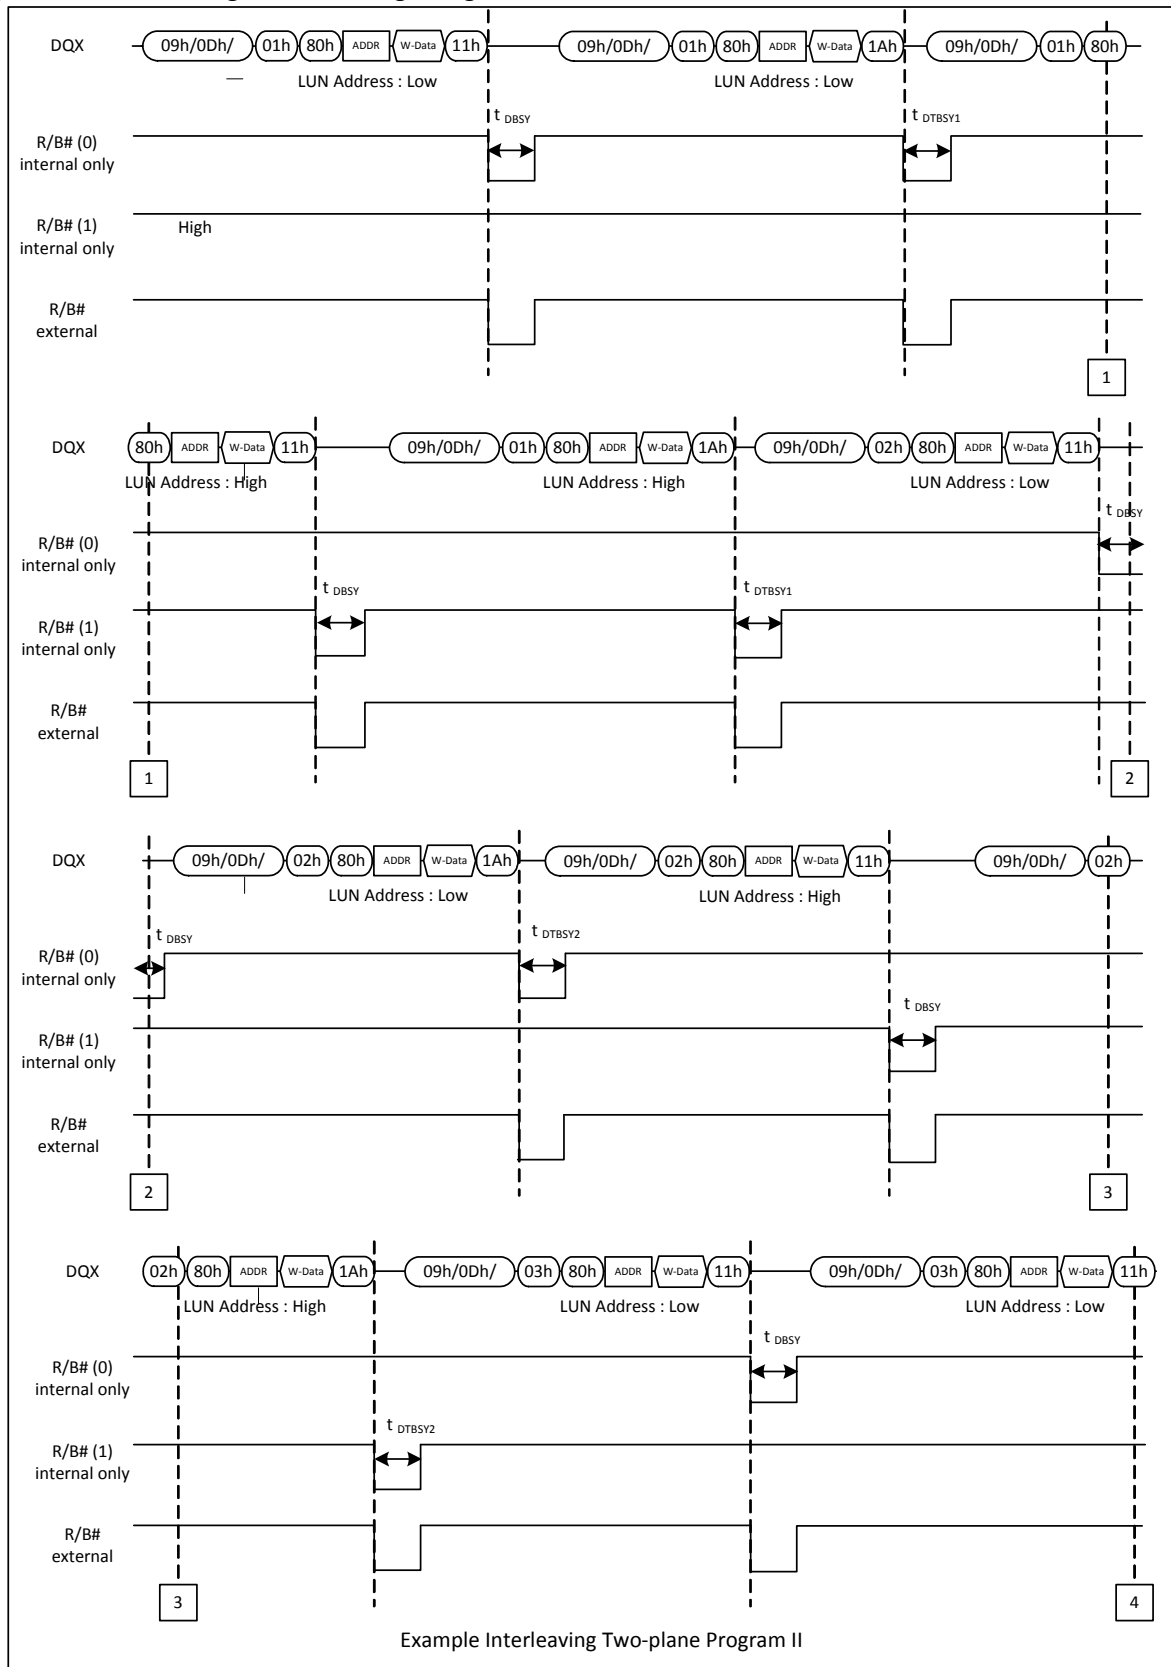 DQX 09h/0Dh/ 01h 80h ADDR W-Data 11h 09h/0Dh/ 01h 80h ADDR W-Data 1Ah 09h/0Dh/ 01h 80h
LUN Address : Low LUN Address : Low
t DBSY t DTBSY1
R/B# (0)
internal only
R/B# (1)
internal only
High
R/B#
external
1
DQX 80h ADDR W-Data 11h 09h/0Dh/ 01h 80h ADDR W-Data 1Ah 09h/0Dh/ 02h 80h ADDR W-Data 11h
LUN Address : High LUN Address : High LUN Address : Low
t DBSY
R/B# (0)
internal only
t DBSY t DTBSY1
R/B# (1)
internal only
R/B#
external
1 2
DQX 09h/0Dh/ 02h 80h ADDR W-Data 1Ah 09h/0Dh/ 02h 80h ADDR W-Data 11h 09h/0Dh/ 02h
LUN Address : Low LUN Address : High
t DBSY t DTBSY2
R/B# (0)
internal only
t DBSY
R/B# (1)
internal only
R/B#
external
2 3
DQX 02h 80h ADDR W-Data 1Ah 09h/0Dh/ 03h 80h ADDR W-Data 11h 09h/0Dh/ 03h 80h ADDR W-Data 11h
LUN Address : High LUN Address : Low LUN Address : Low
t DBSY
R/B# (0)
internal only
t DTBSY2
R/B# (1)
internal only
R/B#
external
3 4
Example Interleaving Two-plane Program II